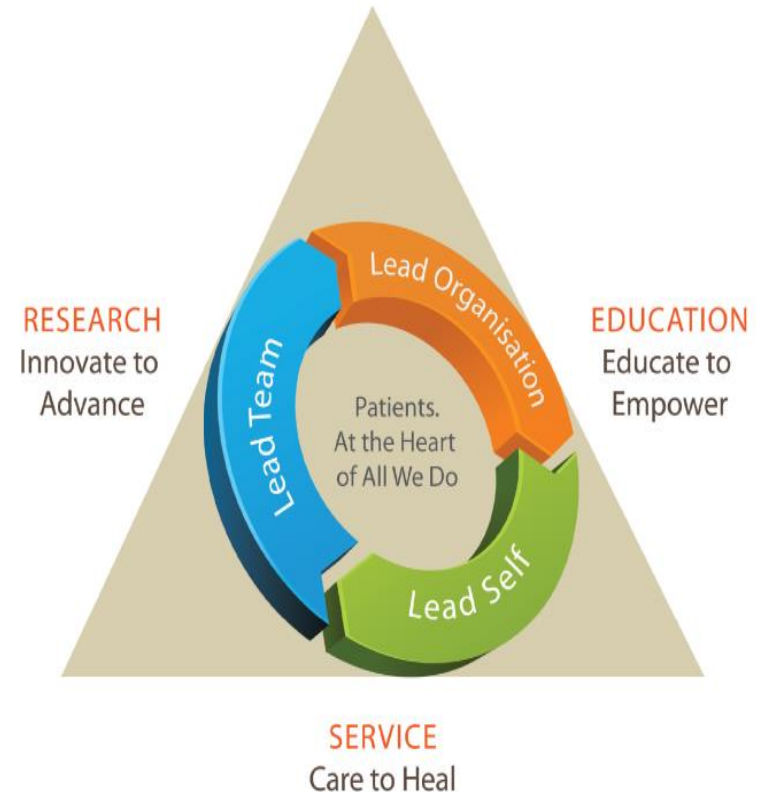 Lead Organisation
RESEARCH
Innovate to
Advance
Lead Team
Patients.
At the Heart
of All We Do
EDUCATION
Educate to
Empower
Lead Self
SERVICE
Care to Heal